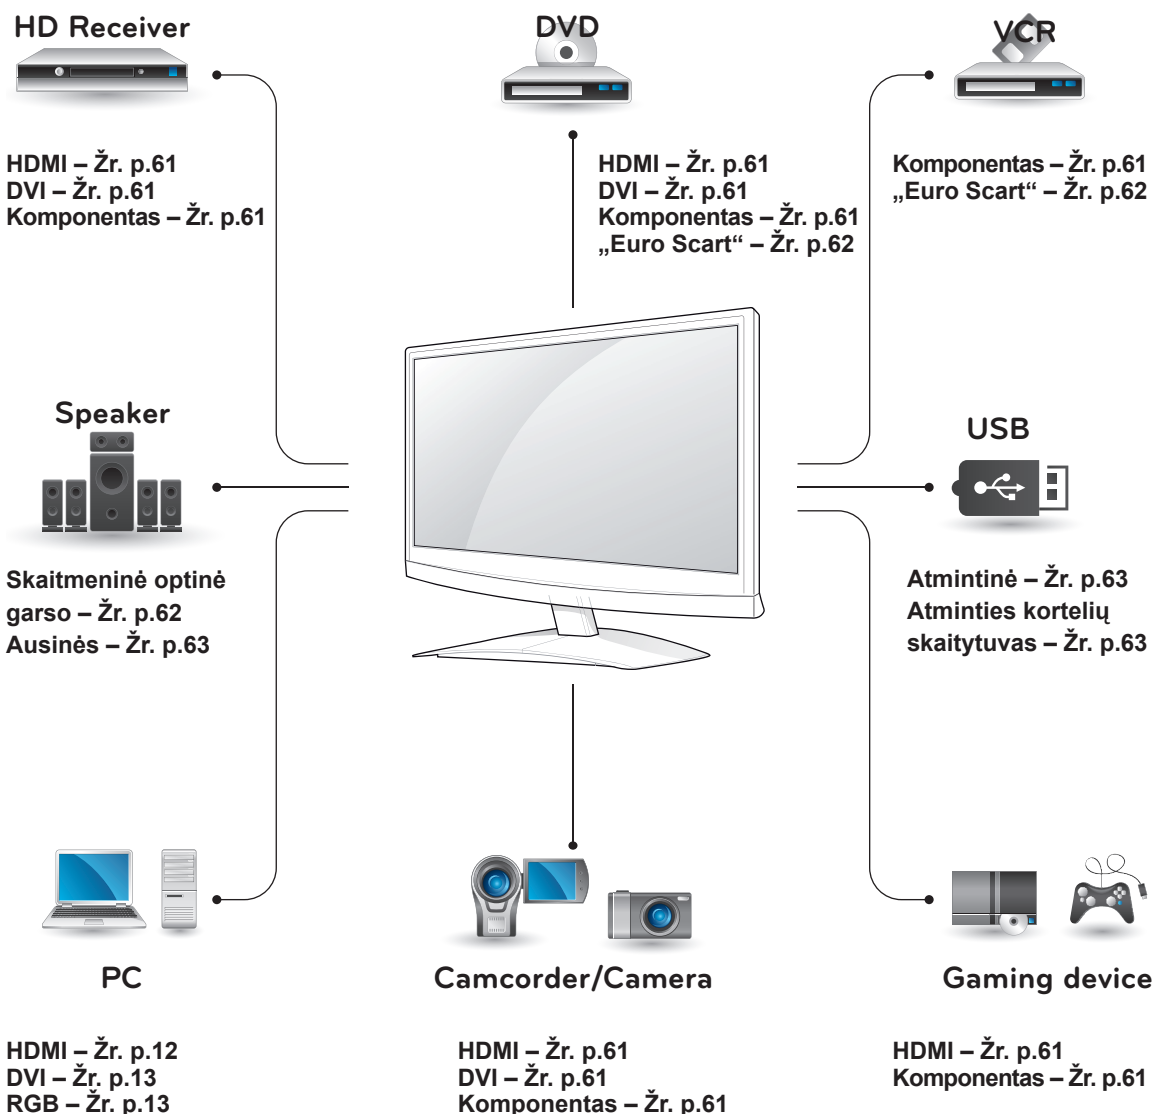 HD Receiver
DVD
VCR
HDMI – Žr. p.61
DVI – Žr. p.61
Komponentas – Žr. p.61
HDMI – Žr. p.61
DVI – Žr. p.61
Komponentas – Žr. p.61
„Euro Scart“ – Žr. p.62
Komponentas – Žr. p.61
„Euro Scart“ – Žr. p.62
Speaker
USB
Skaitmeninė optinė
garso – Žr. p.62
Ausinės – Žr. p.63
Atmintinė – Žr. p.63
Atminties kortelių
skaitytuvas – Žr. p.63
PC
Camcorder/Camera
Gaming device
HDMI – Žr. p.12
DVI – Žr. p.13
RGB – Žr. p.13
HDMI – Žr. p.61
DVI – Žr. p.61
Komponentas – Žr. p.61
HDMI – Žr. p.61
Komponentas – Žr. p.61